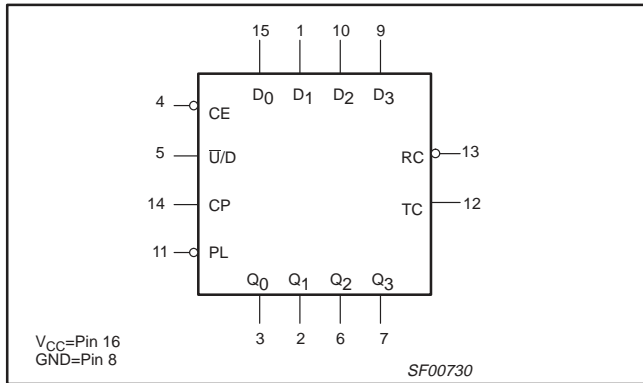 15 1 10 9
D0 D1 D2 D3
4 CE
5 U̅/D RC 13
14 CP TC 12
11 PL
Q0 Q1 Q2 Q3
3 2 6 7
VCC=Pin 16
GND=Pin 8
SF00730